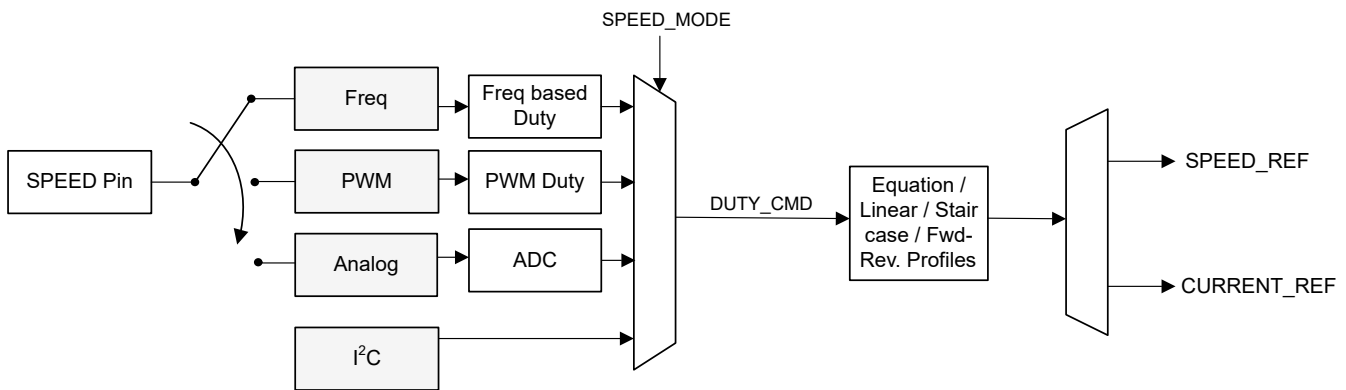 SPEED_MODE
Freq
Freq based
Duty
SPEED Pin
PWM
PWM Duty
Analog
ADC
I²C
DUTY_CMD
Equation /
Linear / Stair
case / Fwd-
Rev. Profiles
SPEED_REF
CURRENT_REF